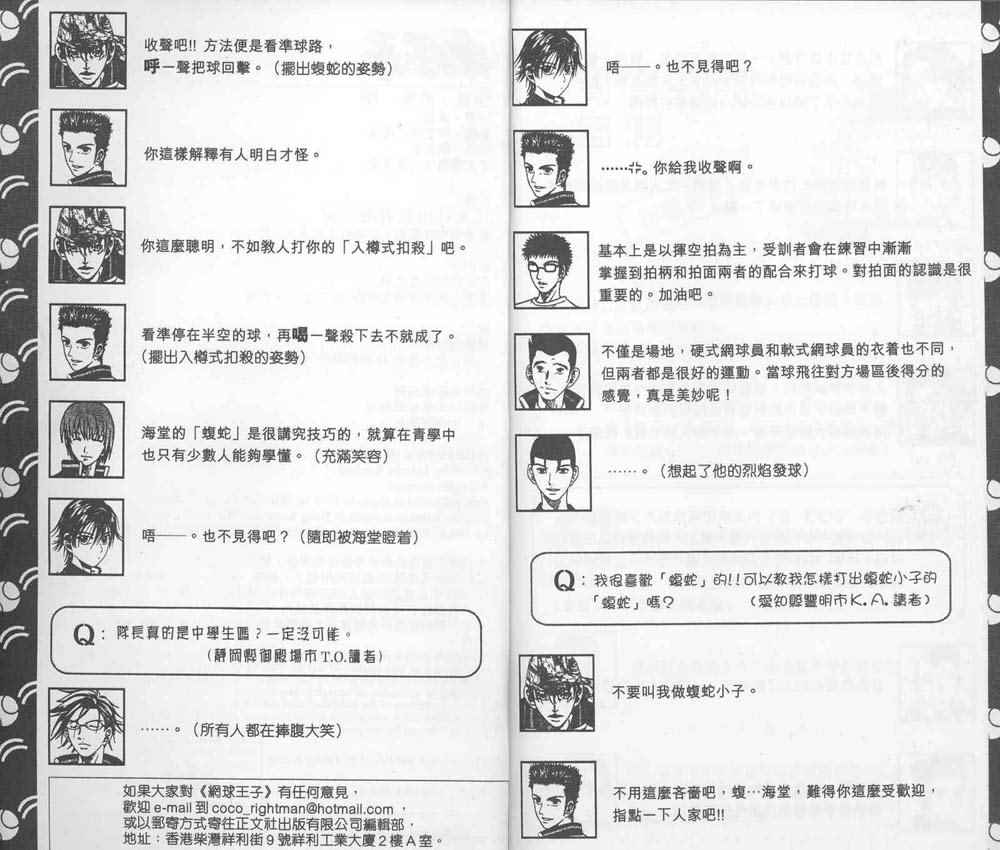 唔——。也不見得吧？
……。你給我收聲啊。
基本上是以揮空拍為主，受訓者會在練習中漸漸
掌握到拍柄和拍面兩者的配合來打球。對拍面的認識是很
重要的。加油吧。
不僅是場地，硬式網球員和軟式網球員的衣着也不同，
但兩者都是很好的運動。當球飛往對方場區後得分的
感覺，真是美妙呢！
……。（想起了他的烈焰發球）
Q：我很喜歡「蝮蛇」的!!可以教我怎樣打出蝮蛇小子的
「蝮蛇」嗎？　（愛知縣豐明市K.A.讀者）
不要叫我做蝮蛇小子。
不用這麼吝嗇吧，蝮…海堂，難得你這麼受歡迎，
指點一下人家吧!!
收聲吧!! 方法便是看準球路，
呼一聲把球回擊。（擺出蝮蛇的姿勢）
你這樣解釋有人明白才怪。
你這麼聰明，不如教人打你的「入樽式扣殺」吧。
看準停在半空的球，再喝一聲殺下去不就成了。
（擺出入樽式扣殺的姿勢）
海堂的「蝮蛇」是很講究技巧的，就算在青學中
也只有少數人能夠學懂。（充滿笑容）
唔——。也不見得吧？（隨即被海堂瞪着）
Q：隊長真的是中學生嗎？一定沒可能。
（靜岡縣御殿場市T.O.讀者）
……。（所有人都在捧腹大笑）
如果大家對《網球王子》有任何意見，
歡迎 e-mail 到 coco_rightman@hotmail.com ，
或以郵寄方式寄往正文社出版有限公司編輯部，
地址：香港柴灣祥利街9號祥利工業大廈2樓A室。